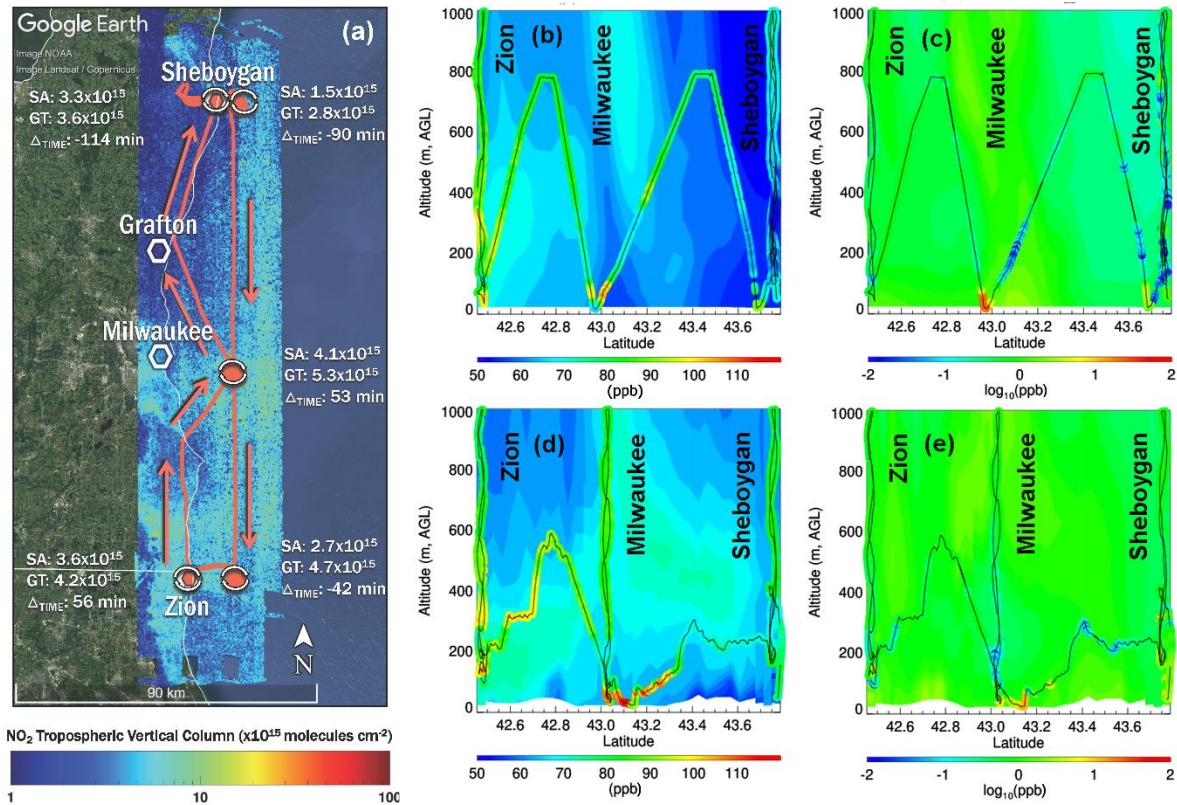 Google Earth
(a)
Image NOAA
Image Landsat / Copernicus
Sheboygan
SA: 3.3x10¹⁵
GT: 3.6x10¹⁵
Δ_TIME: -114 min
SA: 1.5x10¹⁵
GT: 2.8x10¹⁵
Δ_TIME: -90 min
Grafton
Milwaukee
SA: 4.1x10¹⁵
GT: 5.3x10¹⁵
Δ_TIME: 53 min
SA: 3.6x10¹⁵
GT: 4.2x10¹⁵
Δ_TIME: 56 min
Zion
SA: 2.7x10¹⁵
GT: 4.7x10¹⁵
Δ_TIME: -42 min
N
90 km
NO₂ Tropospheric Vertical Column (x10¹⁵ molecules cm⁻²)
1 10 100
(b)
Zion
Milwaukee
Sheboygan
Altitude (m, AGL)
1000
800
600
400
200
0
42.6 42.8 43.0 43.2 43.4 43.6
Latitude
50 60 70 80 90 100 110
(ppb)
(c)
Zion
Milwaukee
Sheboygan
Altitude (m, AGL)
1000
800
600
400
200
0
42.6 42.8 43.0 43.2 43.4 43.6
Latitude
-2 -1 0 1 2
log₁₀(ppb)
(d)
Zion
Milwaukee
Sheboygan
Altitude (m, AGL)
1000
800
600
400
200
0
42.6 42.8 43.0 43.2 43.4 43.6
Latitude
50 60 70 80 90 100 110
(ppb)
(e)
Zion
Milwaukee
Sheboygan
Altitude (m, AGL)
1000
800
600
400
200
0
42.6 42.8 43.0 43.2 43.4 43.6
Latitude
-2 -1 0 1 2
log₁₀(ppb)